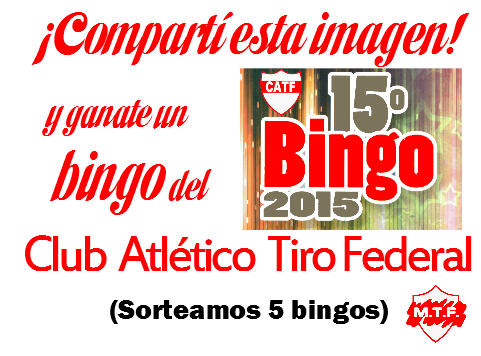 ¡Compartí esta imagen!
y ganate un
bingo del
CATF
15º
Bingo
2015
Club Atlético Tiro Federal
(Sorteamos 5 bingos)
M.T.F.